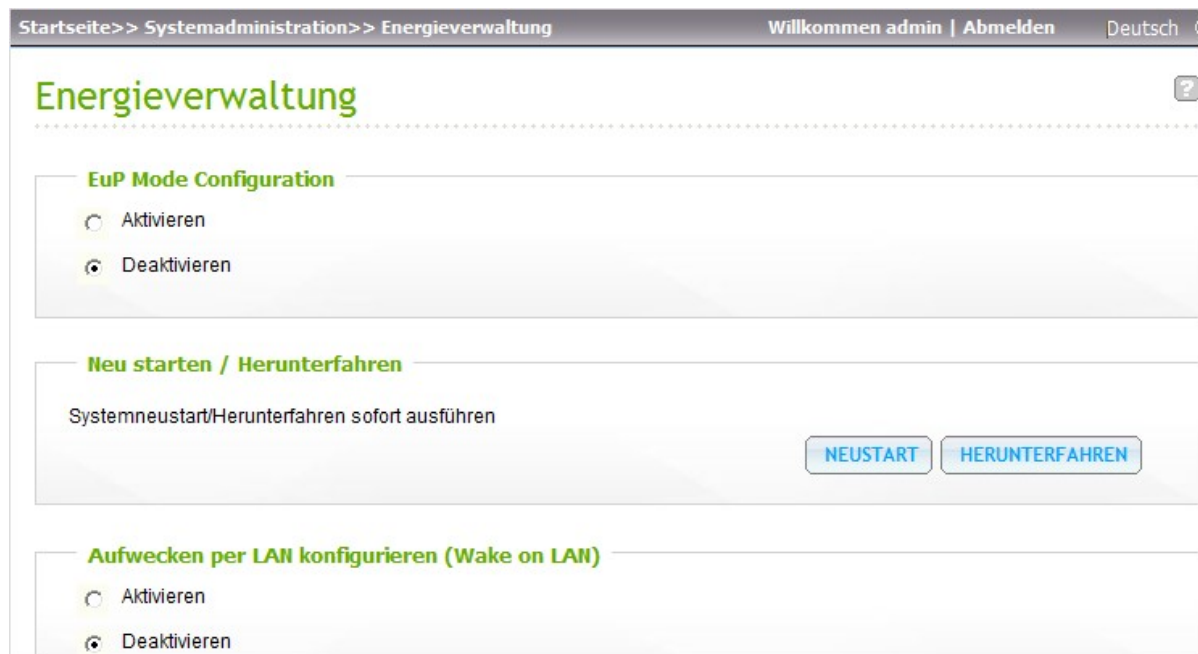 Startseite>> Systemadministration>> Energieverwaltung Willkommen admin | Abmelden Deutsch
Energieverwaltung
?
EuP Mode Configuration
Aktivieren
Deaktivieren
Neu starten / Herunterfahren
Systemneustart/Herunterfahren sofort ausführen
NEUSTART HERUNTERFAHREN
Aufwecken per LAN konfigurieren (Wake on LAN)
Aktivieren
Deaktivieren